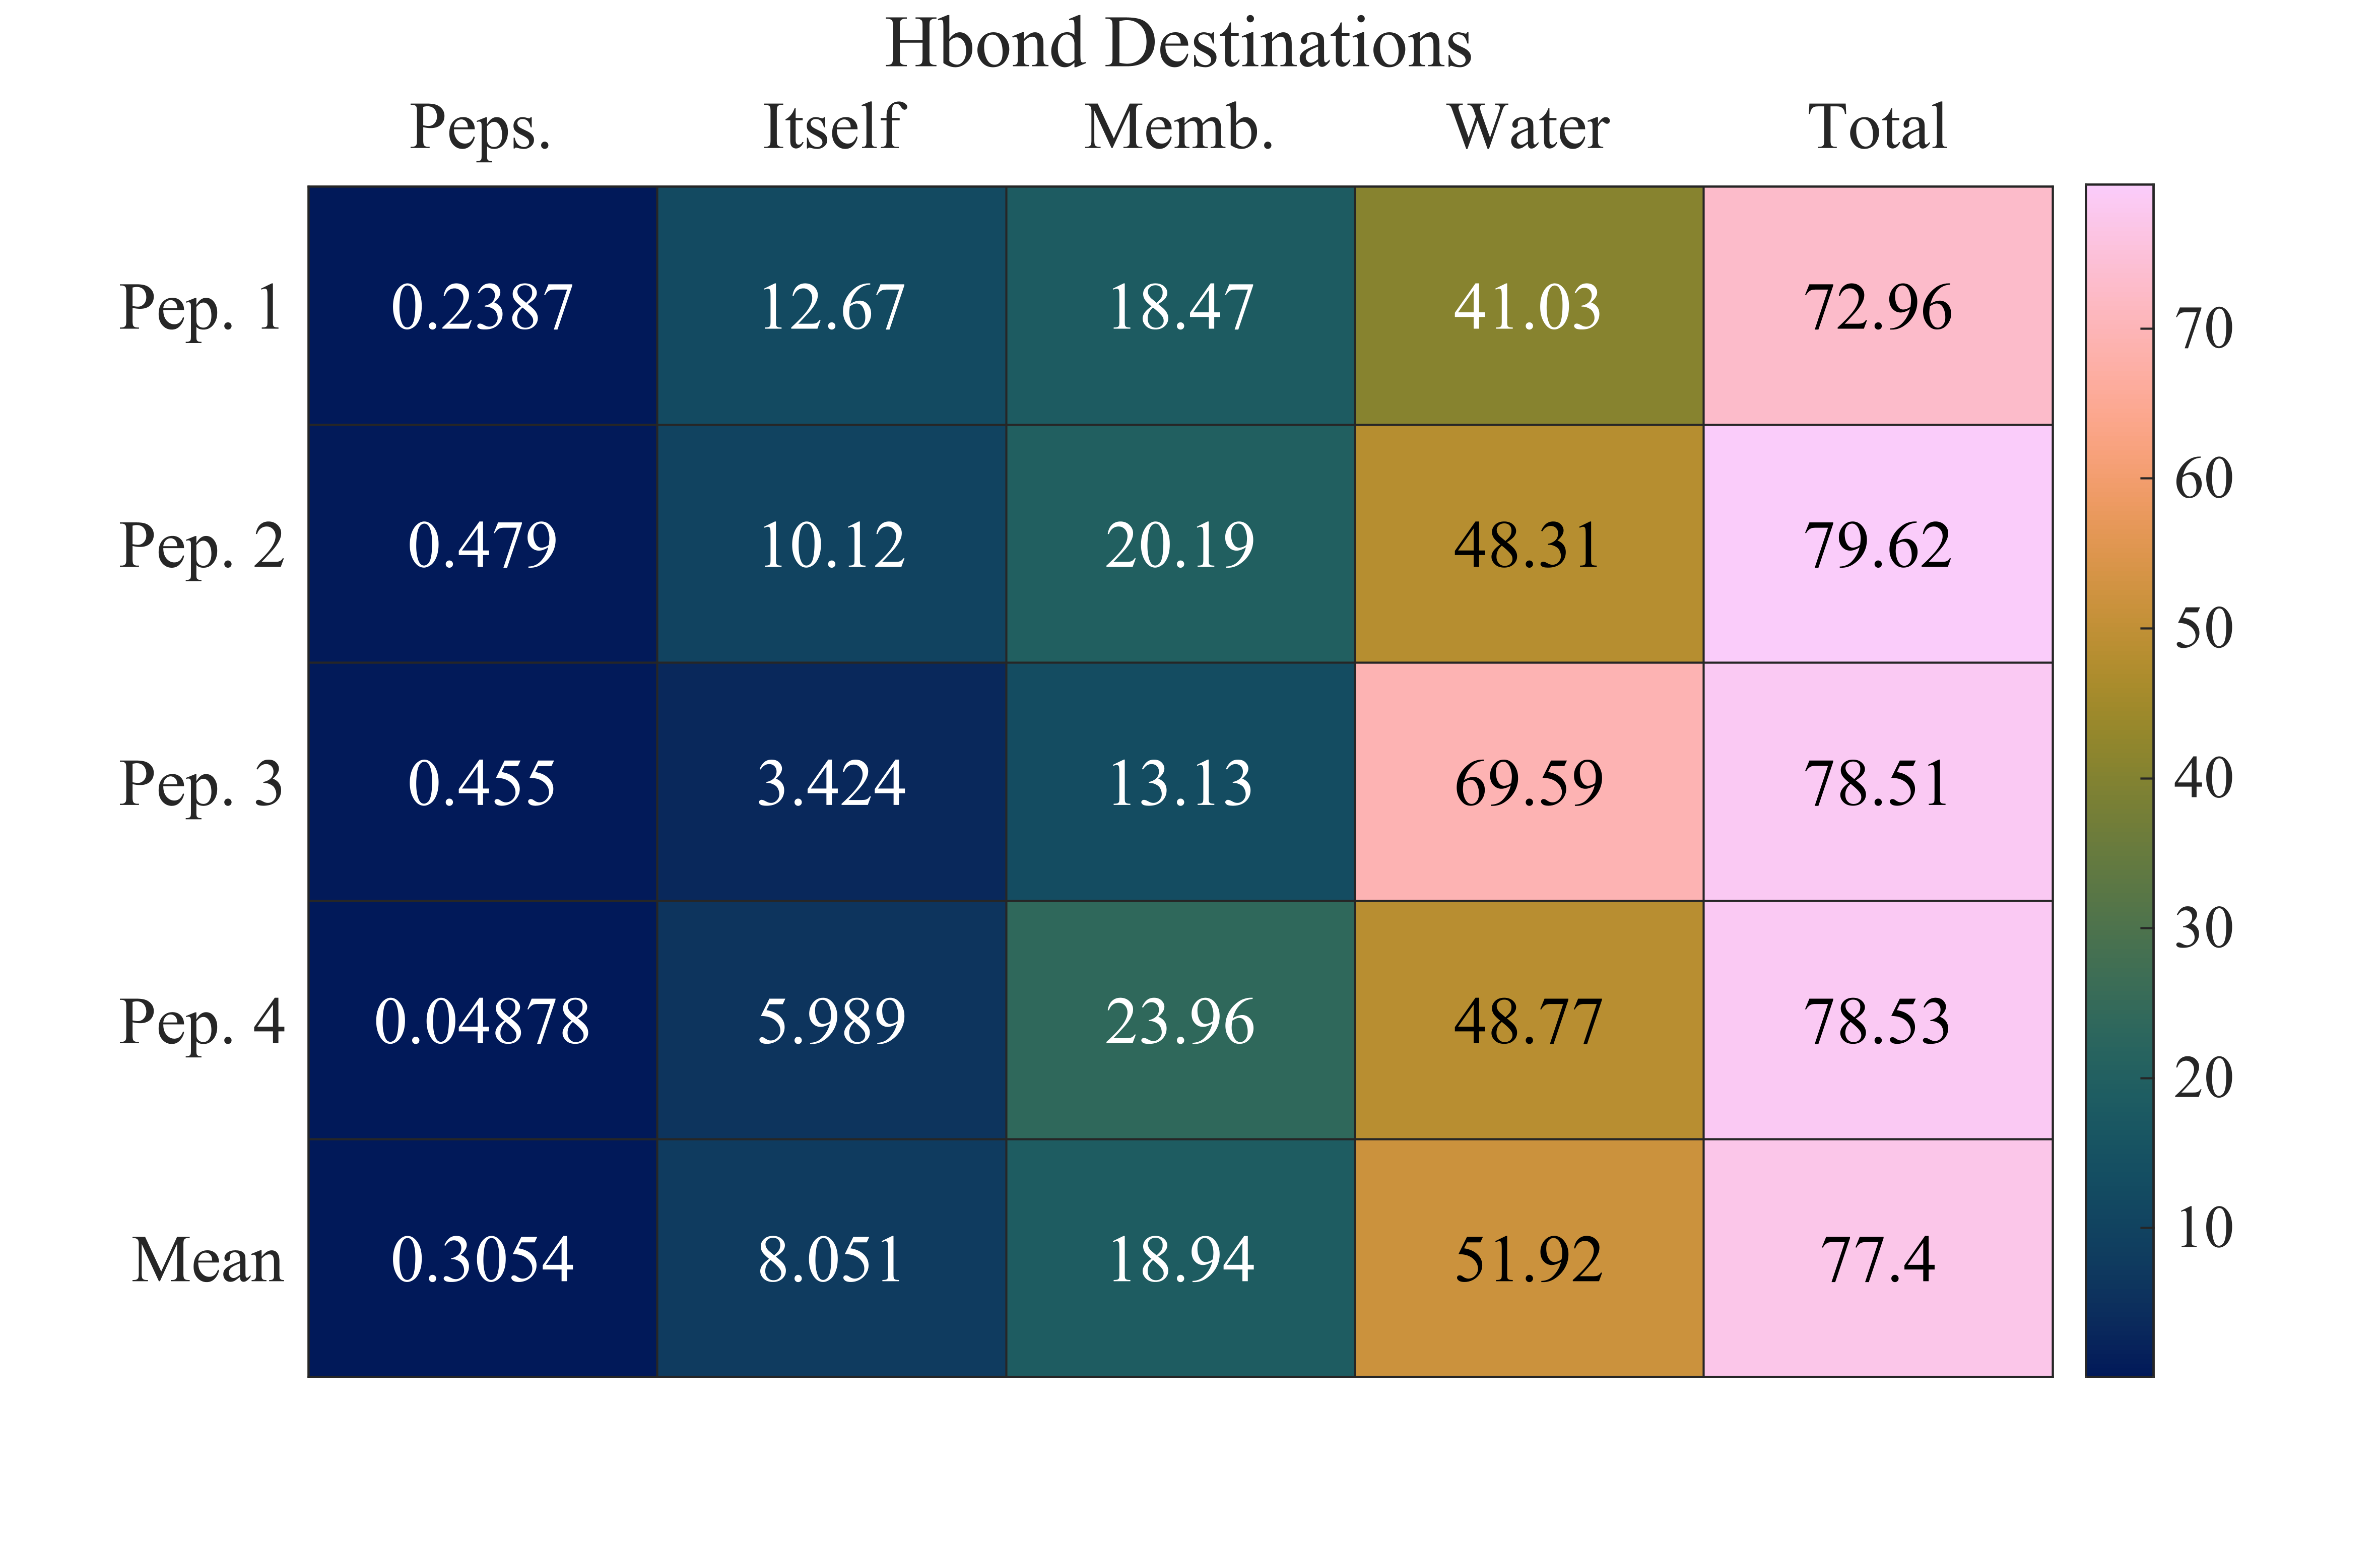 Hbond Destinations
Peps. Itself Memb. Water Total
Pep. 1 0.2387 12.67 18.47 41.03 72.96 70
60
Pep. 2 0.479 10.12 20.19 48.31 79.62
50
Pep. 3 0.455 3.424 13.13 69.59 78.51 40
30
Pep. 4 0.04878 5.989 23.96 48.77 78.53
20
10
Mean 0.3054 8.051 18.94 51.92 77.4